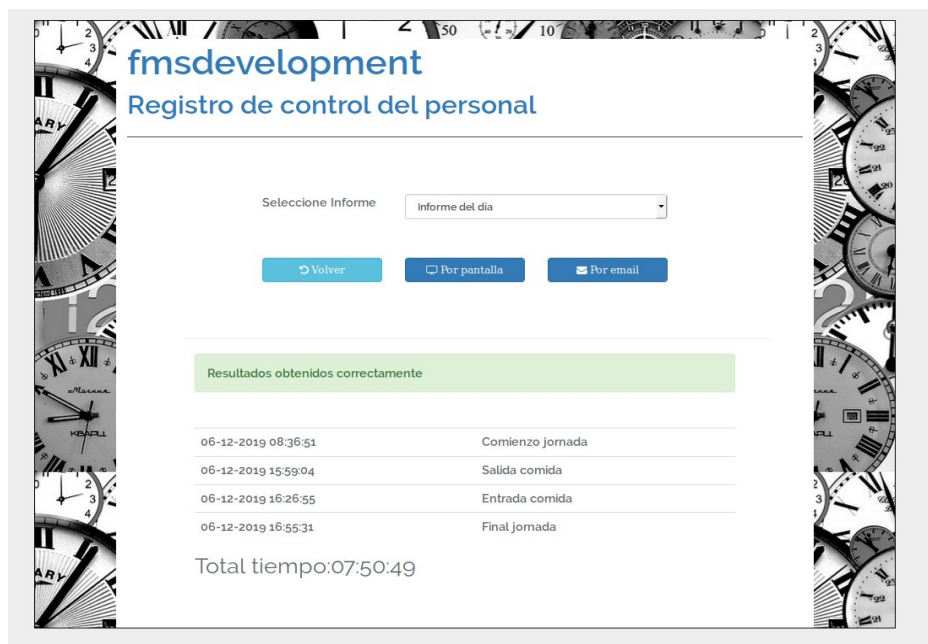 fmsdevelopment
Registro de control del personal
Seleccione Informe
Informe del día
Volver
Por pantalla
Por email
Resultados obtenidos correctamente
06-12-2019 08:36:51 Comienzo jornada
06-12-2019 15:59:04 Salida comida
06-12-2019 16:26:55 Entrada comida
06-12-2019 16:55:31 Final jornada
Total tiempo:07:50:49